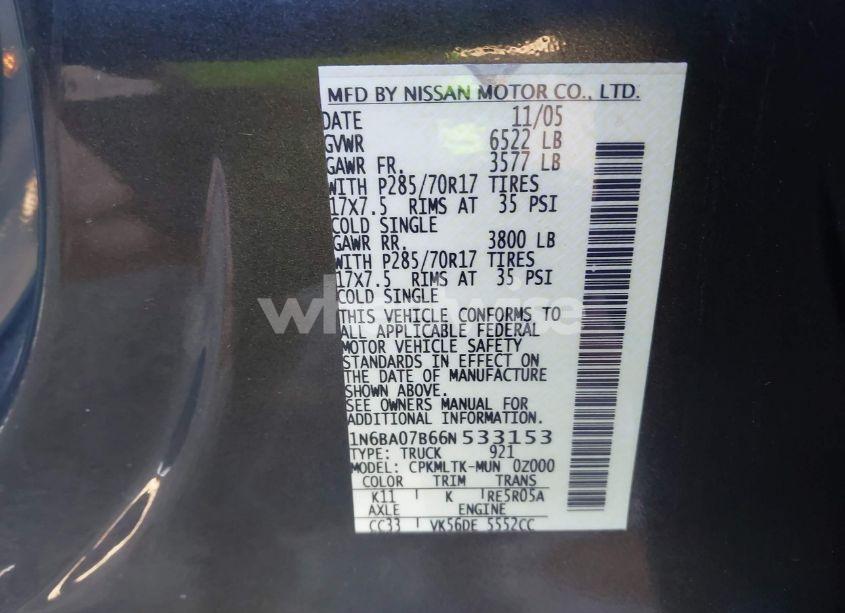 MFD BY NISSAN MOTOR CO., LTD.
DATE 11/05
GVWR 6522 LB
GAWR FR. 3577 LB
WITH P285/70R17 TIRES
17X7.5 RIMS AT 35 PSI
COLD SINGLE
GAWR RR. 3800 LB
WITH P285/70R17 TIRES
17X7.5 RIMS AT 35 PSI
COLD SINGLE
THIS VEHICLE CONFORMS TO
ALL APPLICABLE FEDERAL
MOTOR VEHICLE SAFETY
STANDARDS IN EFFECT ON
THE DATE OF MANUFACTURE
SHOWN ABOVE.
SEE OWNERS MANUAL FOR
ADDITIONAL INFORMATION.
1N6BA07B66N533153
TYPE: TRUCK 921
MODEL: CPKMLTK-MUN 0Z000
COLOR TRIM TRANS
K11 K RE5R05A
AXLE ENGINE
CC33 VK56DE 5552CC